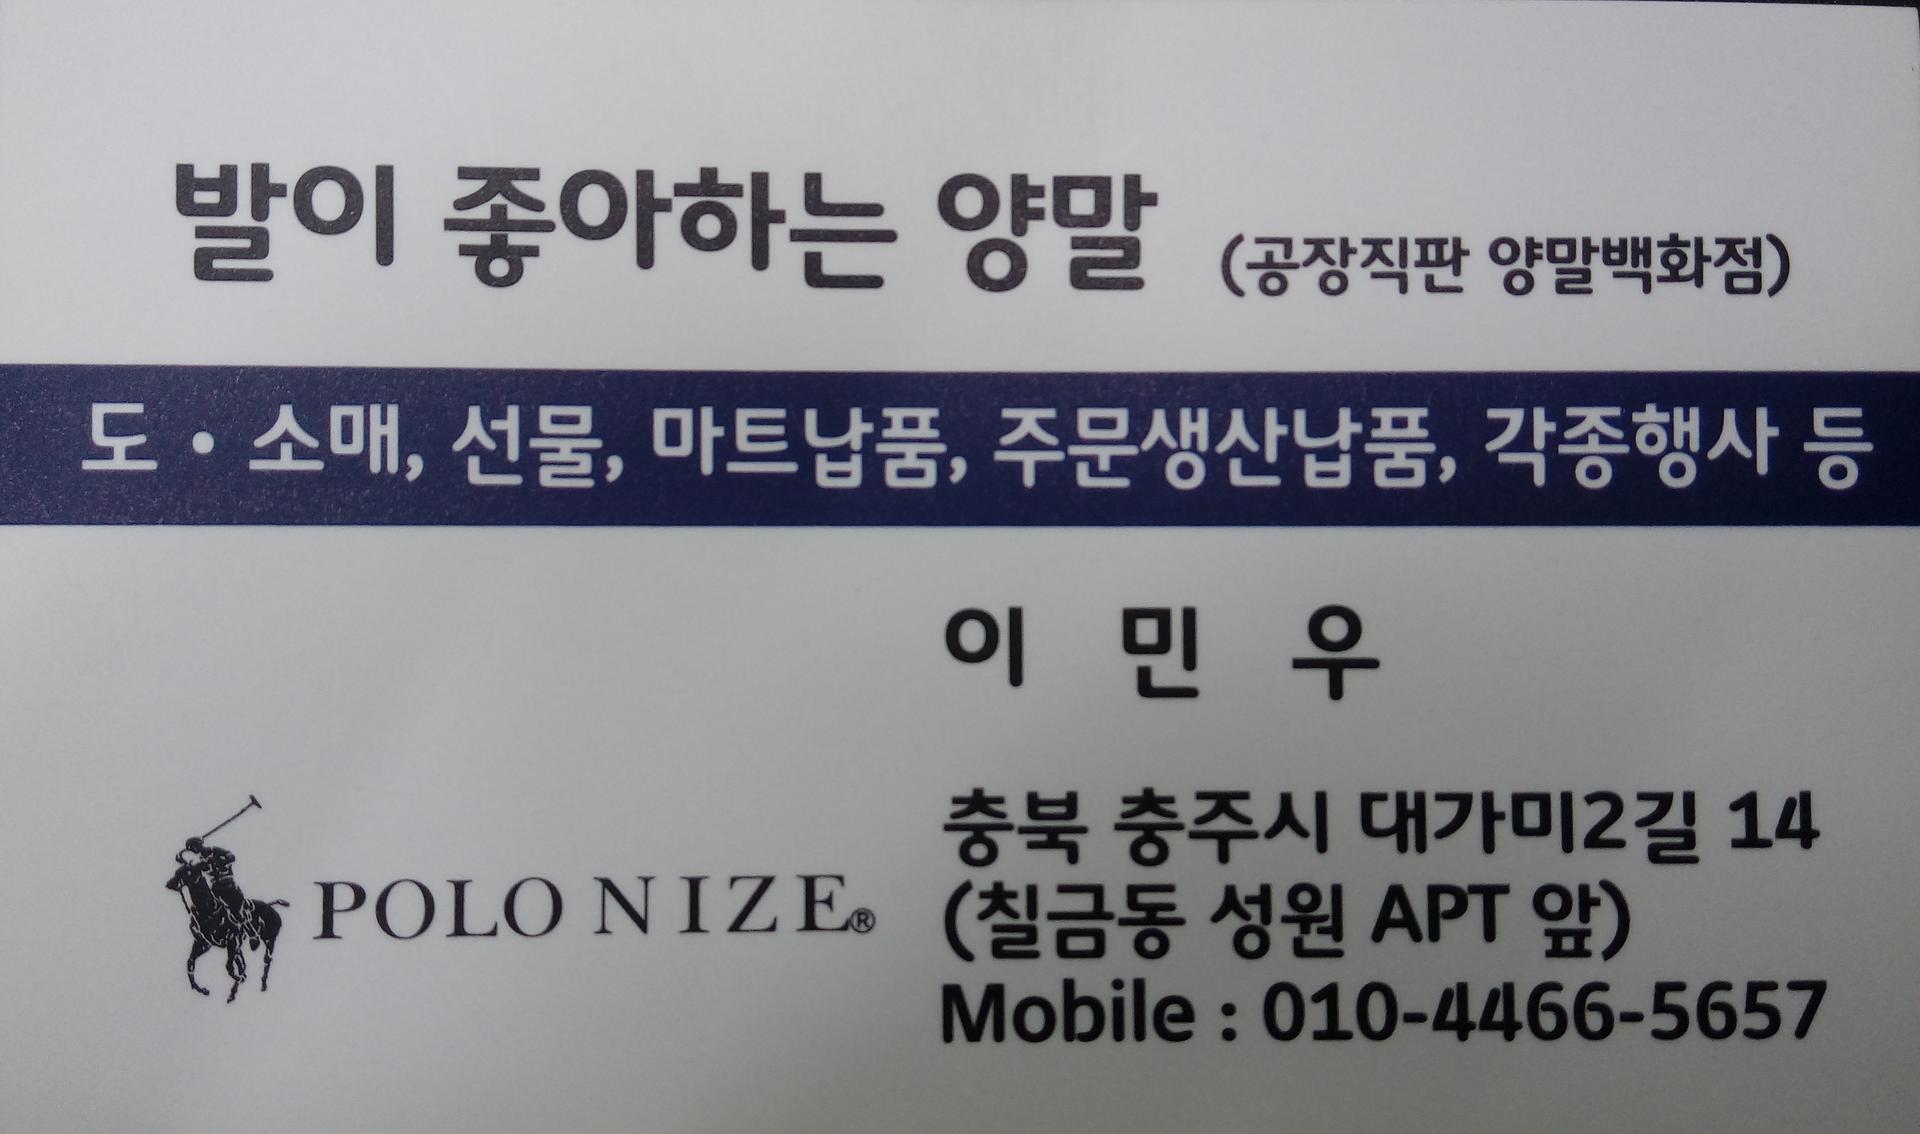 발이 좋아하는 양말 (공장직판 양말백화점)
도・소매, 선물, 마트납품, 주문생산납품, 각종행사 등
이 민 우
충북 충주시 대가미2길 14
(칠금동 성원 APT 앞)
Mobile : 010-4466-5657
POLO NIZE®